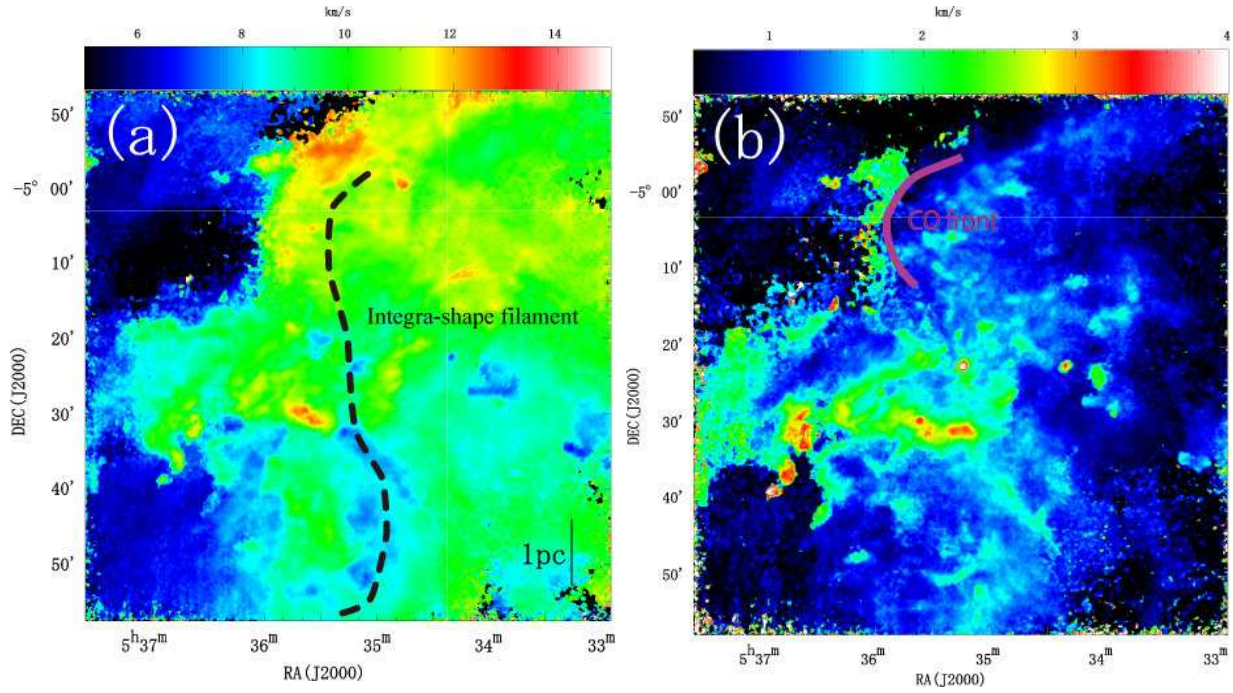 km/s
6 8 10 12 14
(a)
50'
-5° 00'
10'
20'
30'
40'
50'
DEC(J2000)
Integra-shape filament
1pc
5ʰ37ᵐ 36ᵐ 35ᵐ 34ᵐ 33ᵐ
RA(J2000)
km/s
1 2 3 4
(b)
50'
-5° 00'
10'
20'
30'
40'
50'
DEC(J2000)
CO front
5ʰ37ᵐ 36ᵐ 35ᵐ 34ᵐ 33ᵐ
RA(J2000)